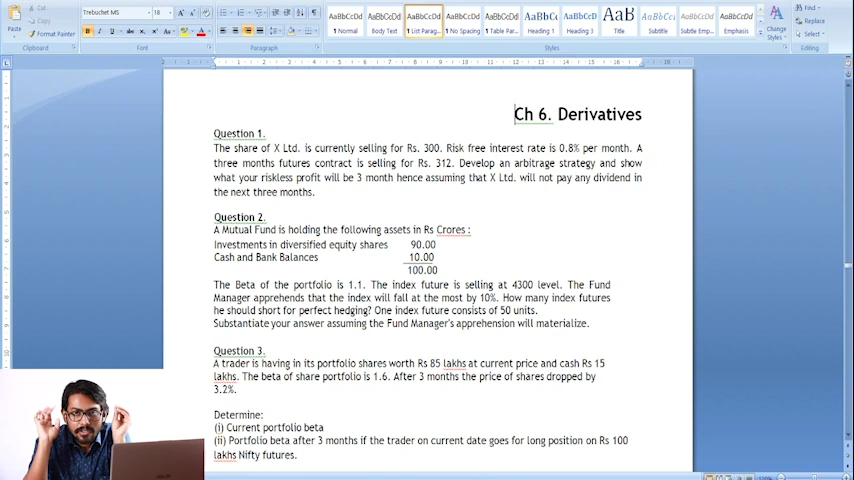 Cut
Copy
Paste
Format Painter
Clipboard
Trebuchet MS
18
Font
Paragraph
AaBbCcDd AaBbCcDd AaBbCcDd AaBbCcDd AaBbCcDd AaBbCc AaBbCcDd AaB AaBbCcL AaBbCcDd AaBbCcDd
1 Normal Body Text 1 List Parag... 1 No Spacing 1 Table Par... Heading 1 Heading 3 Title Subtitle Subtle Emp... Emphasis
Styles
Change Styles
Find
Replace
Select
Editing
Ch 6. Derivatives
Question 1.
The share of X Ltd. is currently selling for Rs. 300. Risk free interest rate is 0.8% per month. A
three months futures contract is selling for Rs. 312. Develop an arbitrage strategy and show
what your riskless profit will be 3 month hence assuming that X Ltd. will not pay any dividend in
the next three months.
Question 2.
A Mutual Fund is holding the following assets in Rs Crores :
Investments in diversified equity shares 90.00
Cash and Bank Balances 10.00
100.00
The Beta of the portfolio is 1.1. The index future is selling at 4300 level. The Fund
Manager apprehends that the index will fall at the most by 10%. How many index futures
he should short for perfect hedging? One index future consists of 50 units.
Substantiate your answer assuming the Fund Manager's apprehension will materialize.
Question 3.
A trader is having in its portfolio shares worth Rs 85 lakhs at current price and cash Rs 15
lakhs. The beta of share portfolio is 1.6. After 3 months the price of shares dropped by
3.2%.
Determine:
(i) Current portfolio beta
(ii) Portfolio beta after 3 months if the trader on current date goes for long position on Rs 100
lakhs Nifty futures.